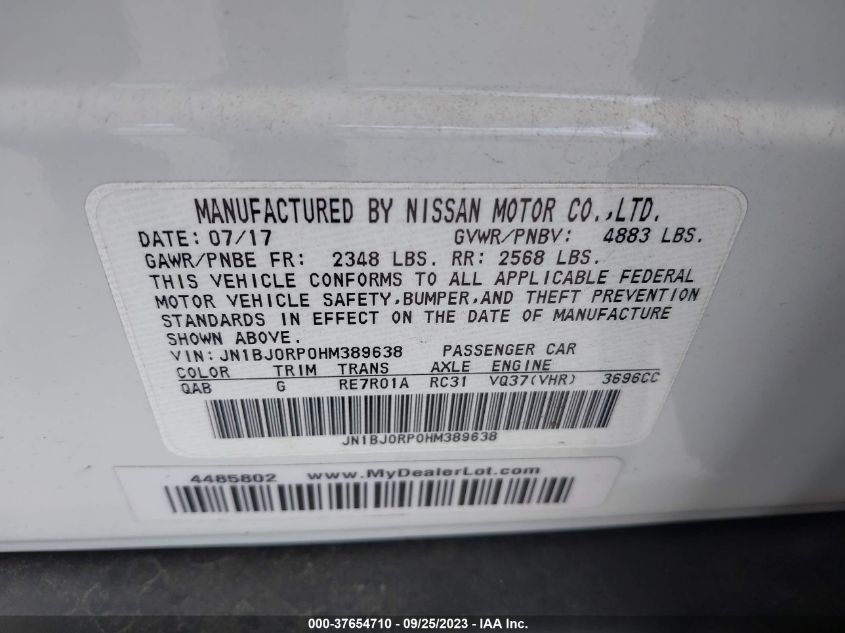 MANUFACTURED BY NISSAN MOTOR CO.,LTD.
DATE: 07/17 GVWR/PNBV: 4883 LBS.
GAWR/PNBE FR: 2348 LBS. RR: 2568 LBS.
THIS VEHICLE CONFORMS TO ALL APPLICABLE FEDERAL
MOTOR VEHICLE SAFETY,BUMPER,AND THEFT PREVENTION
STANDARDS IN EFFECT ON THE DATE OF MANUFACTURE
SHOWN ABOVE.
VIN: JN1BJ0RP0HM389638 PASSENGER CAR
COLOR TRIM TRANS AXLE ENGINE
QAB G RE7R01A RC31 VQ37(VHR) 3696CC
JN1BJ0RP0HM389638
4485802 www.MyDealerLot.com
000-37654710 - 09/25/2023 - IAA Inc.